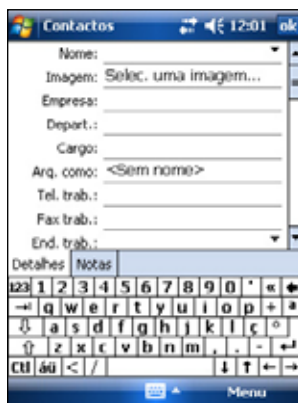 Contactos 12:01 ok
Nome:
Imagem: Selec. uma imagem...
Empresa:
Depart.:
Cargo:
Arq. como: <Sem nome>
Tel. trab.:
Fax trab.:
End. trab.:
Detalhes Notas
123 1 2 3 4 5 6 7 8 9 0 ' «
q w e r t y u i o p +
a s d f g h j k l ç º
z x c v b n m , . -
Ctl áü < /
Menu